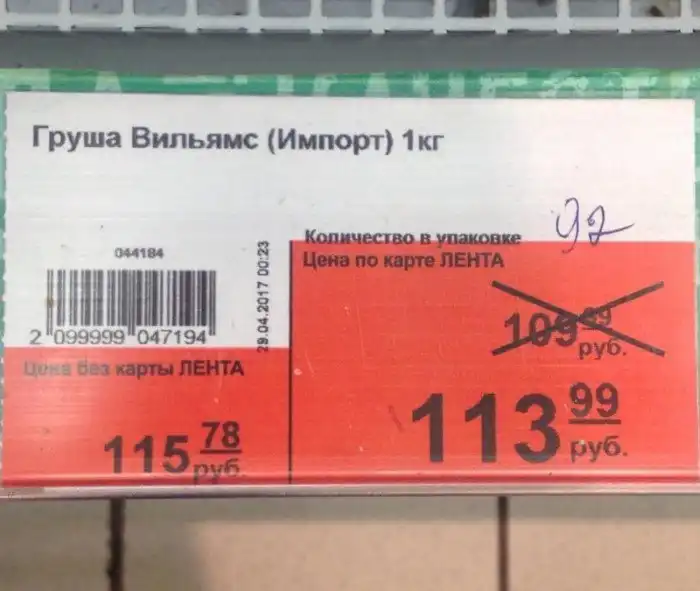 Груша Вильямс (Импорт) 1кг
92
Количество в упаковке
Цена по карте ЛЕНТА
044184
29.04.2017 00:23
2 099999 047194
109 99
руб.
Цена без карты ЛЕНТА
115 78
руб.
113 99
руб.